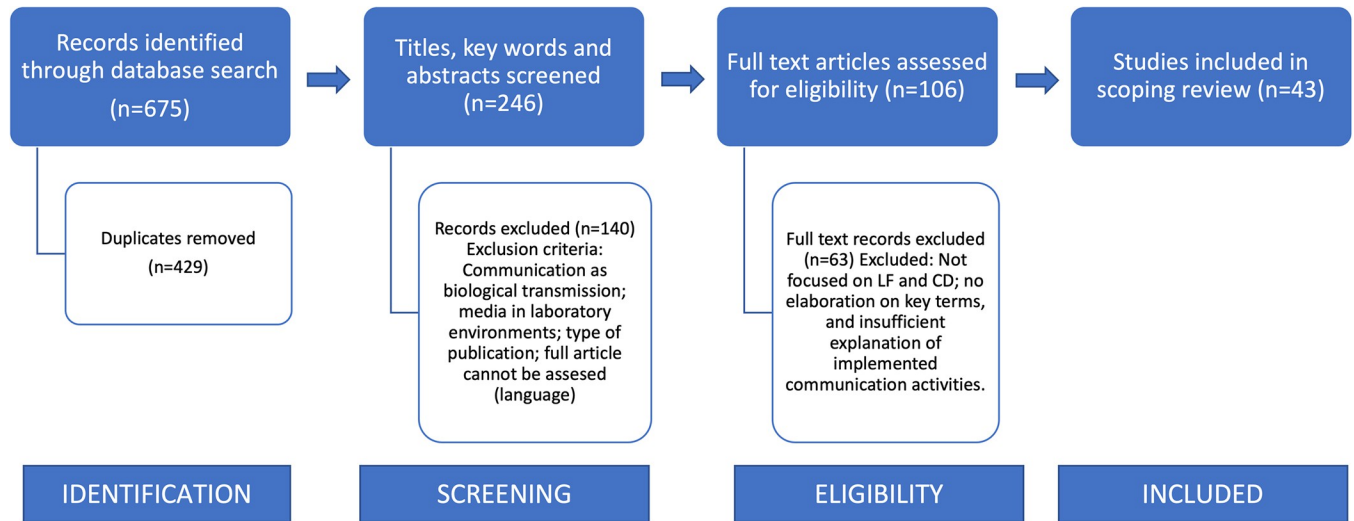 Records identified
through database search
(n=675)
Titles, key words and
abstracts screened
(n=246)
Full text articles assessed
for eligibility (n=106)
Studies included in
scoping review (n=43)
Duplicates removed
(n=429)
Records excluded (n=140)
Exclusion criteria:
Communication as
biological transmission;
media in laboratory
environments; type of
publication; full article
cannot be assesed
(language)
Full text records excluded
(n=63) Excluded: Not
focused on LF and CD; no
elaboration on key terms,
and insufficient
explanation of
implemented
communication activities.
IDENTIFICATION
SCREENING
ELIGIBILITY
INCLUDED